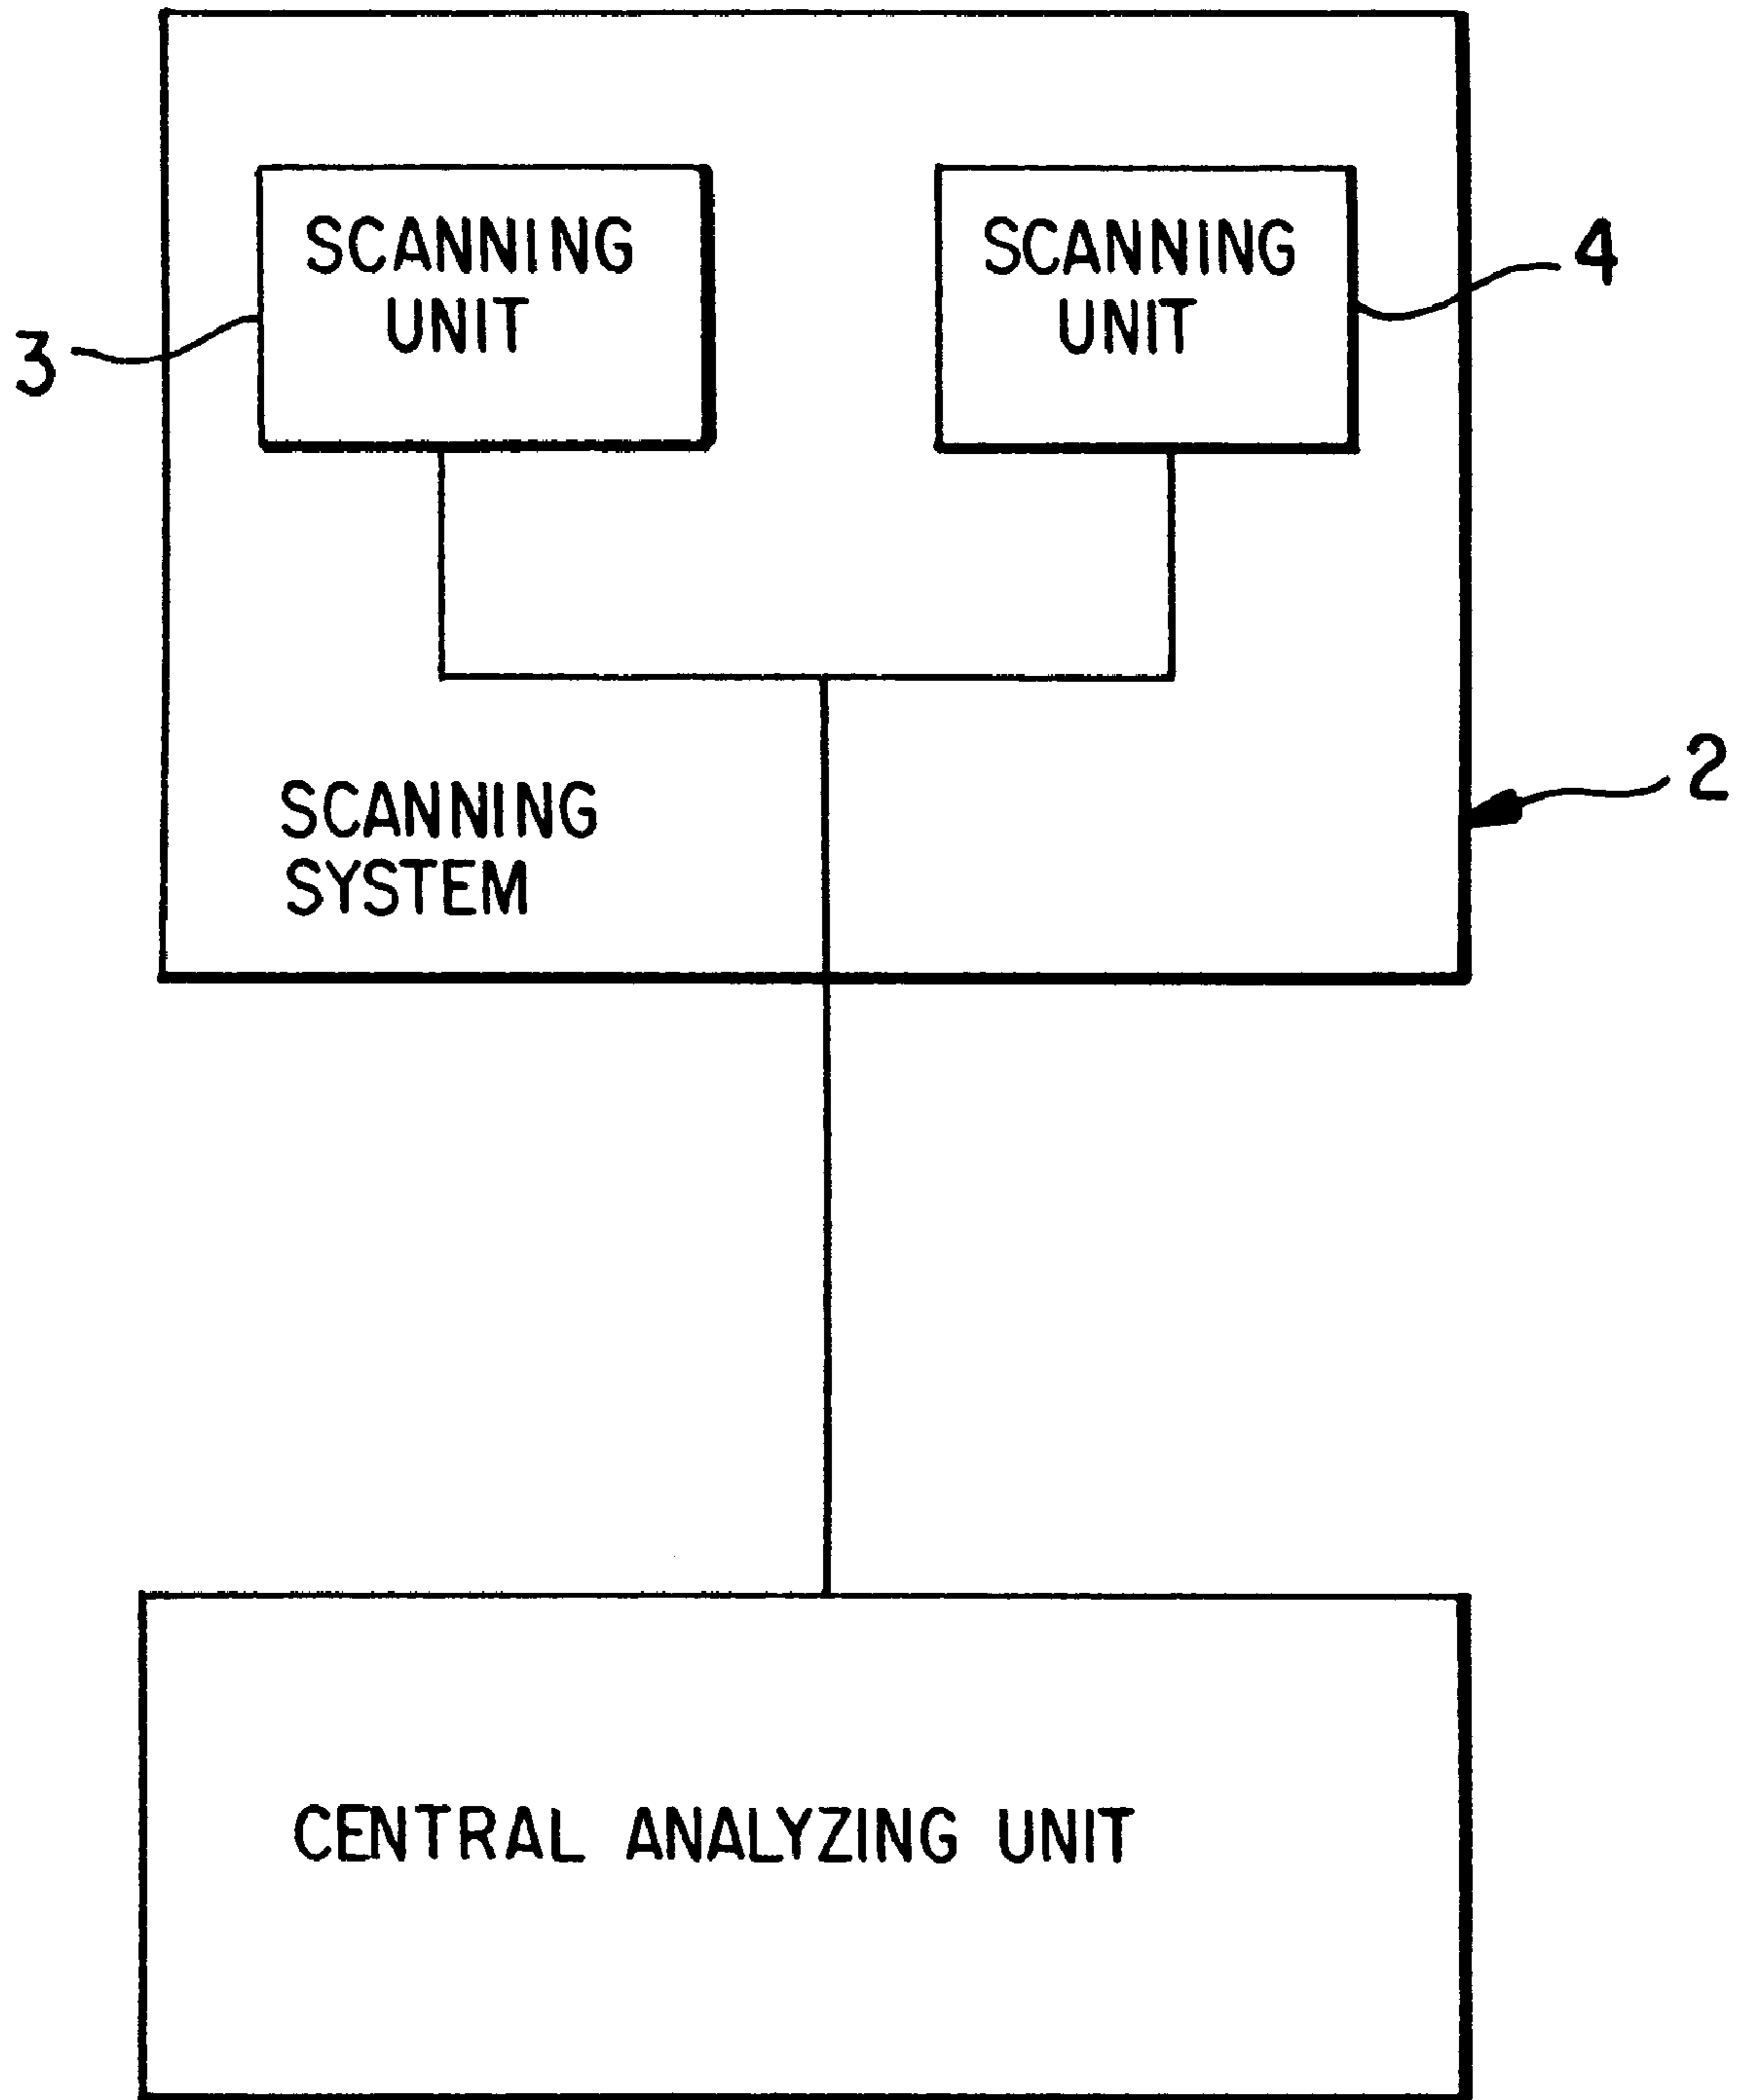 SCANNING
UNIT
3
SCANNING
UNIT
4
SCANNING
SYSTEM
2
CENTRAL ANALYZING UNIT